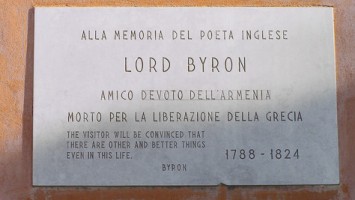 ALLA MEMORIA DEL POETA INGLESE
LORD BYRON
AMICO DEVOTO DELL'ARMENIA
MORTO PER LA LIBERAZIONE DELLA GRECIA
THE VISITOR WILL BE CONVINCED THAT
THERE ARE OTHER AND BETTER THINGS
EVEN IN THIS LIFE.
BYRON
1788 - 1824